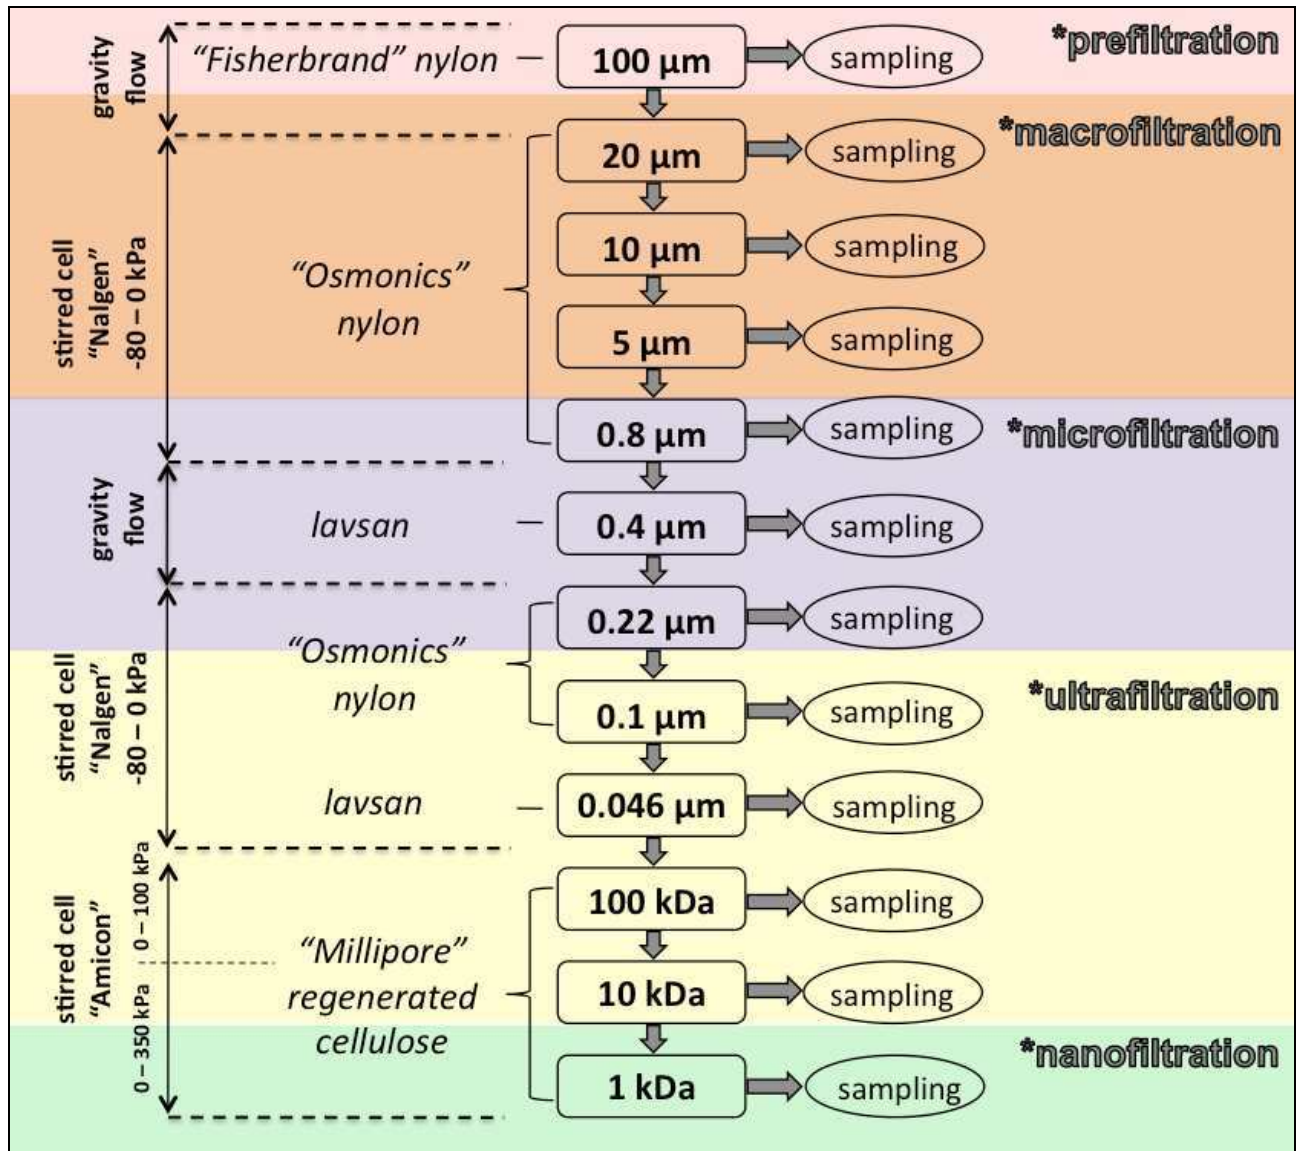 gravity
flow
“Fisherbrand” nylon
100 µm
sampling
*prefiltration
20 µm
sampling
*macrofiltration
stirred cell
“Nalgen”
-80 – 0 kPa
“Osmonics”
nylon
10 µm
sampling
5 µm
sampling
0.8 µm
sampling
*microfiltration
gravity
flow
lavsan
0.4 µm
sampling
0.22 µm
sampling
stirred cell
“Nalgen”
-80 – 0 kPa
“Osmonics”
nylon
0.1 µm
sampling
*ultrafiltration
lavsan
0.046 µm
sampling
stirred cell
“Amicon”
0 – 100 kPa
0 – 350 kPa
“Millipore”
regenerated
cellulose
100 kDa
sampling
10 kDa
sampling
*nanofiltration
1 kDa
sampling